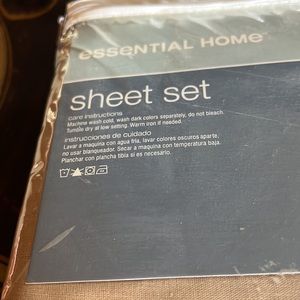 ESSENTIAL HOME
sheet set
care instructions
Machine wash cold, wash dark colors separately, do not bleach.
Tumble dry at low setting. Warm iron if needed.
instrucciones de cuidado
Lavar a maquina con agua fria, lavar colores oscuros aparte,
no usar blanqueador. Secar a maquina con temperatura baja.
Planchar con plancha tibia si es necesario.